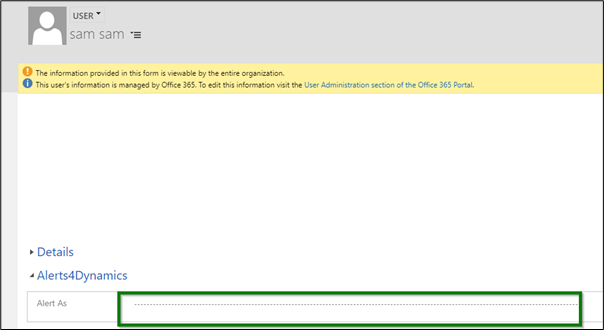 USER
sam sam
The information provided in this form is viewable by the entire organization.
This user's information is managed by Office 365. To edit this information visit the User Administration section of the Office 365 Portal.
Details
Alerts4Dynamics
Alert As